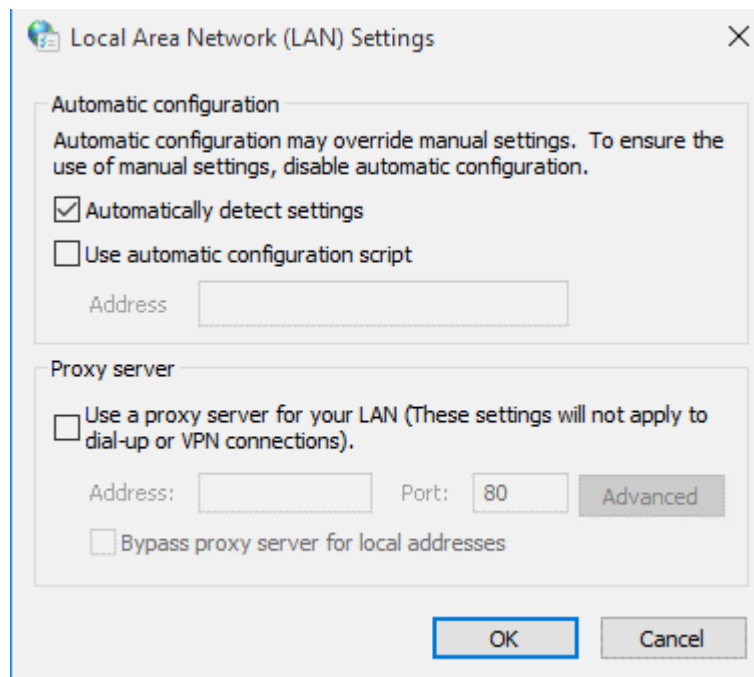 Local Area Network (LAN) Settings
Automatic configuration
Automatic configuration may override manual settings.  To ensure the
use of manual settings, disable automatic configuration.
Automatically detect settings
Use automatic configuration script
Address
Proxy server
Use a proxy server for your LAN (These settings will not apply to
dial-up or VPN connections).
Address: Port: 80 Advanced
Bypass proxy server for local addresses
OK Cancel